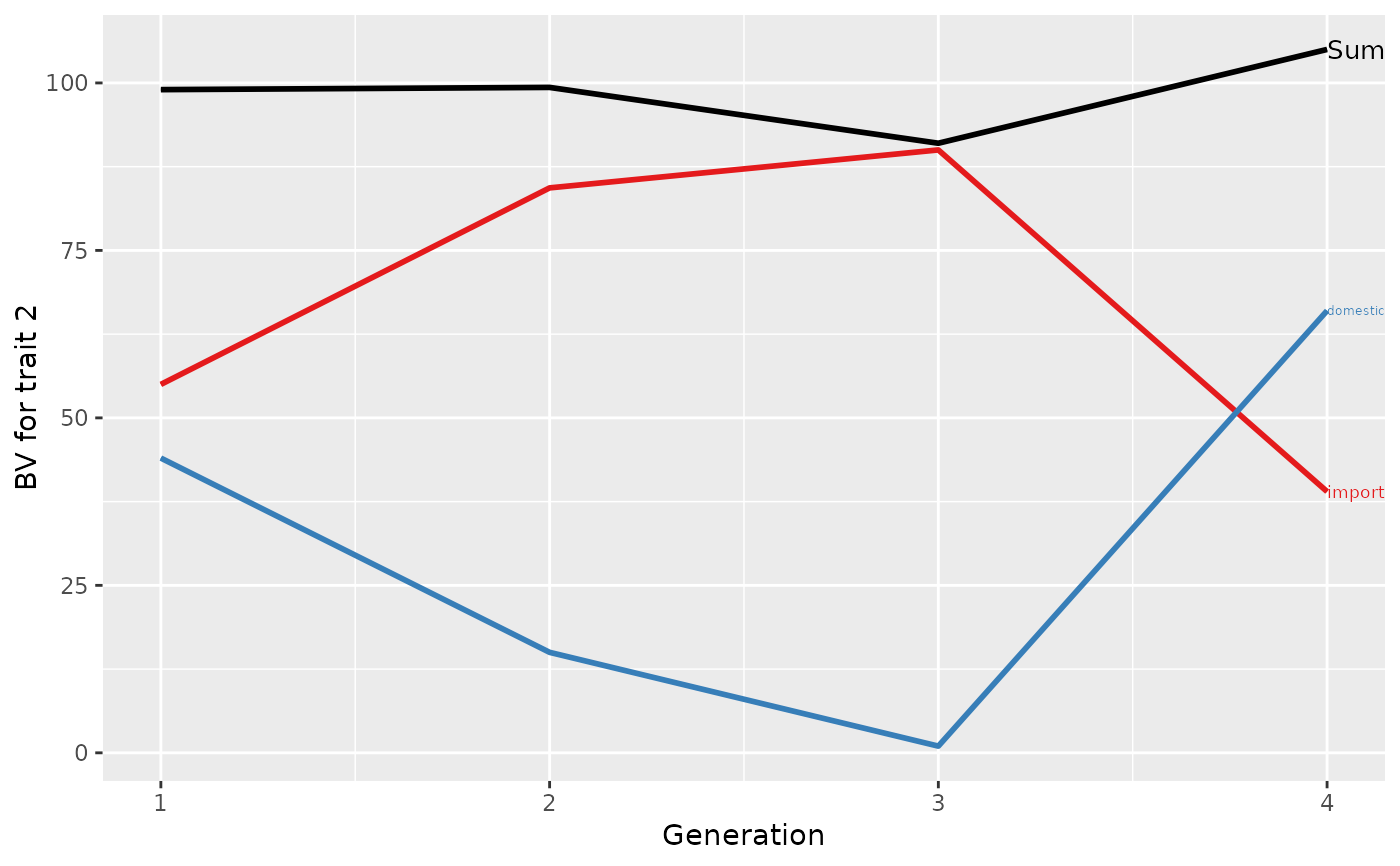 100
75
50
25
0
BV for trait 2
Sum
domestic
import
1 2 3 4
Generation